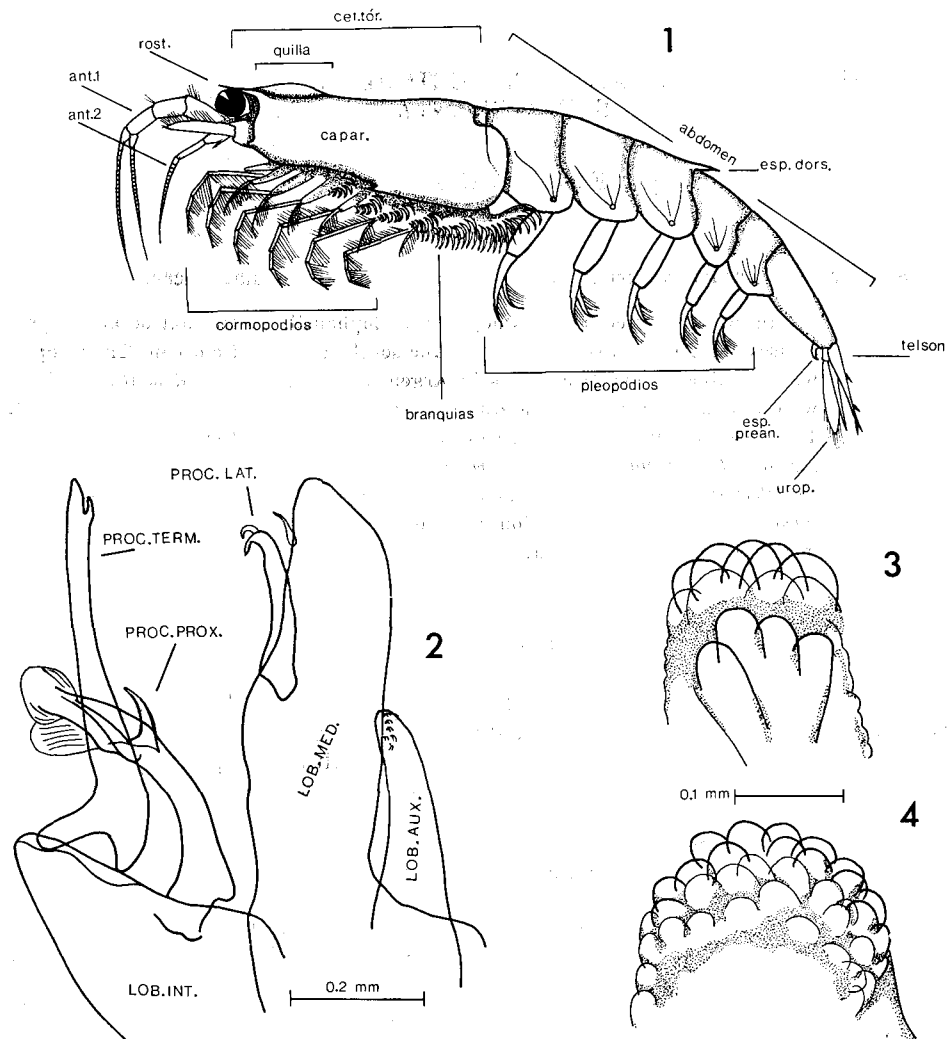 cef.tór.
1
rost.
quilla
ant.1
ant.2
capar.
abdomen
esp. dors.
cormopodios
telson
pleopodios
branquias
esp.
prean.
urop.
PROC. LAT.
PROC.TERM.
3
PROC. PROX.
2
LOB. MED.
0.1 mm
LOB. AUX.
4
LOB.INT.
0.2 mm